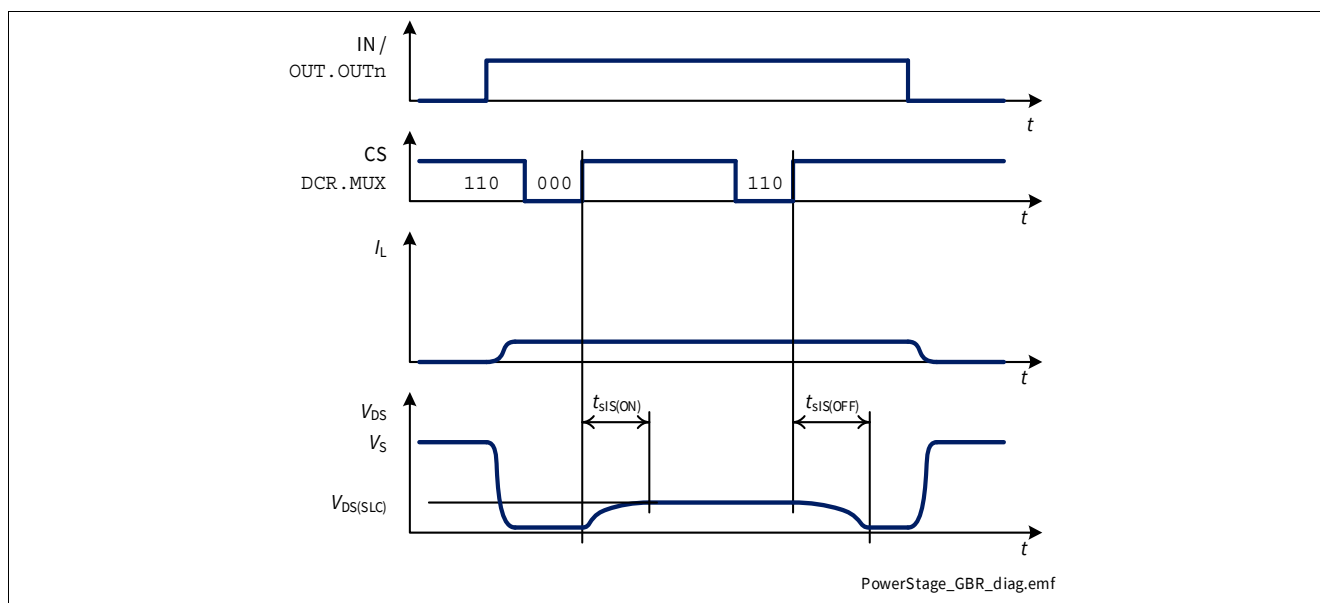 IN /
OUT.OUTn
t
CS
DCR.MUX 110 000 110
t
IL
t
VDS tsIS(ON) tsIS(OFF)
VS
VDS(SLC)
t
PowerStage_GBR_diag.emf